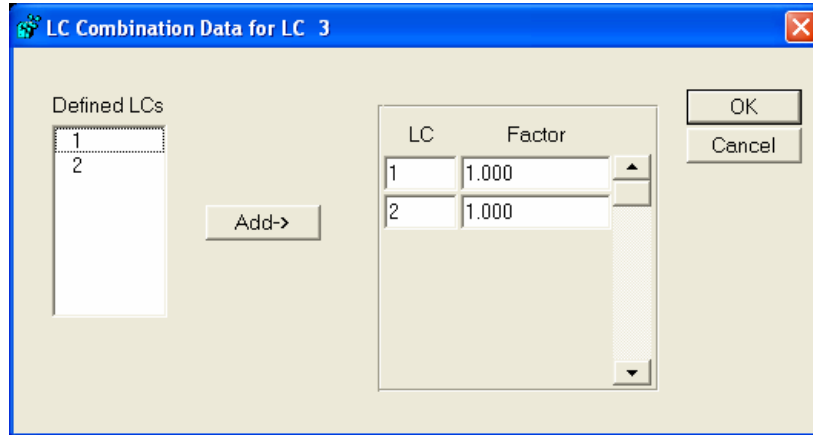 LC Combination Data for LC 3
Defined LCs
1
2
Add->
LC Factor
1 1.000
2 1.000
OK
Cancel